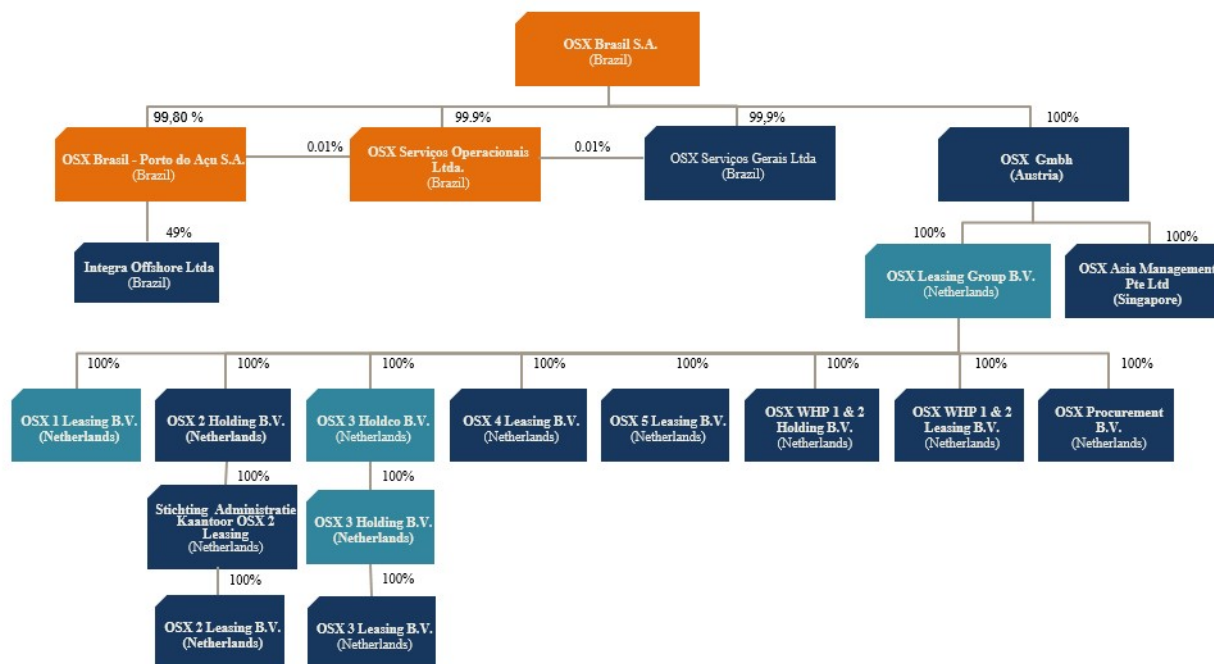 OSX Brasil S.A.
(Brazil)
99,80 %
99.9%
99,9%
100%
OSX Brasil - Porto do Açu S.A.
(Brazil)
0.01%
OSX Serviços Operacionais
Ltda.
(Brazil)
0.01%
OSX Serviços Gerais Ltda
(Brazil)
OSX Gmbh
(Austria)
49%
100%
100%
Integra Offshore Ltda
(Brazil)
OSX Leasing Group B.V.
(Netherlands)
OSX Asia Management
Pte Ltd
(Singapore)
100%
100%
100%
100%
100%
100%
100%
100%
OSX 1 Leasing B.V.
(Netherlands)
OSX 2 Holding B.V.
(Netherlands)
OSX 3 Holdco B.V.
(Netherlands)
OSX 4 Leasing B.V.
(Netherlands)
OSX 5 Leasing B.V.
(Netherlands)
OSX WHP 1 & 2
Holding B.V.
(Netherlands)
OSX WHP 1 & 2
Leasing B.V.
(Netherlands)
OSX Procurement
B.V.
(Netherlands)
100%
100%
Stichting Administratie
Kaantoor OSX 2
Leasing
(Netherlands)
OSX 3 Holding B.V.
(Netherlands)
100%
100%
OSX 2 Leasing B.V.
(Netherlands)
OSX 3 Leasing B.V.
(Netherlands)